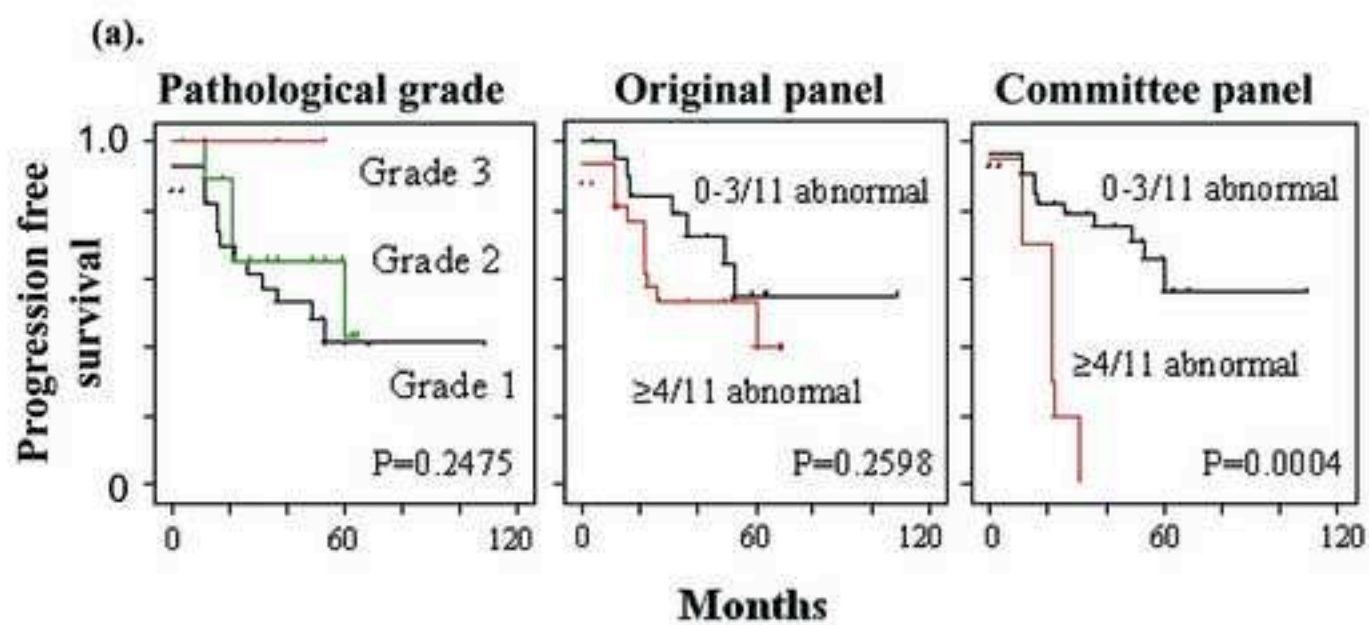 (a).
Pathological grade
Original panel
Committee panel
Progression free
survival
1.0
0
Grade 3
Grade 2
Grade 1
P=0.2475
0-3/11 abnormal
≥4/11 abnormal
P=0.2598
0-3/11 abnormal
≥4/11 abnormal
P=0.0004
0 60 120
0 60 120
0 60 120
Months